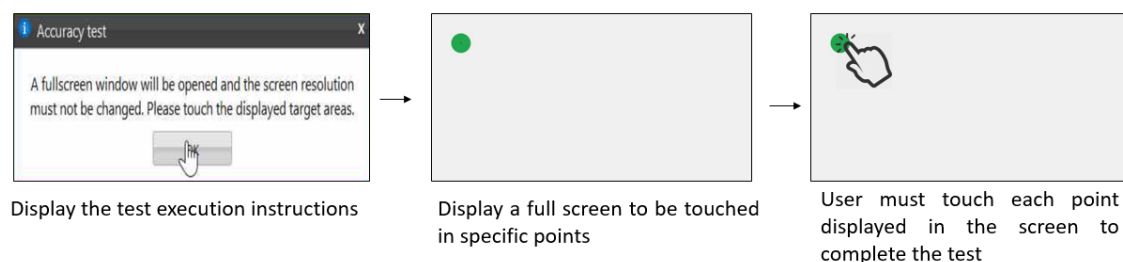 Accuracy test X
A fullscreen window will be opened and the screen resolution
must not be changed. Please touch the displayed target areas.
Display the test execution instructions
Display a full screen to be touched
in specific points
User must touch each point
displayed in the screen to
complete the test